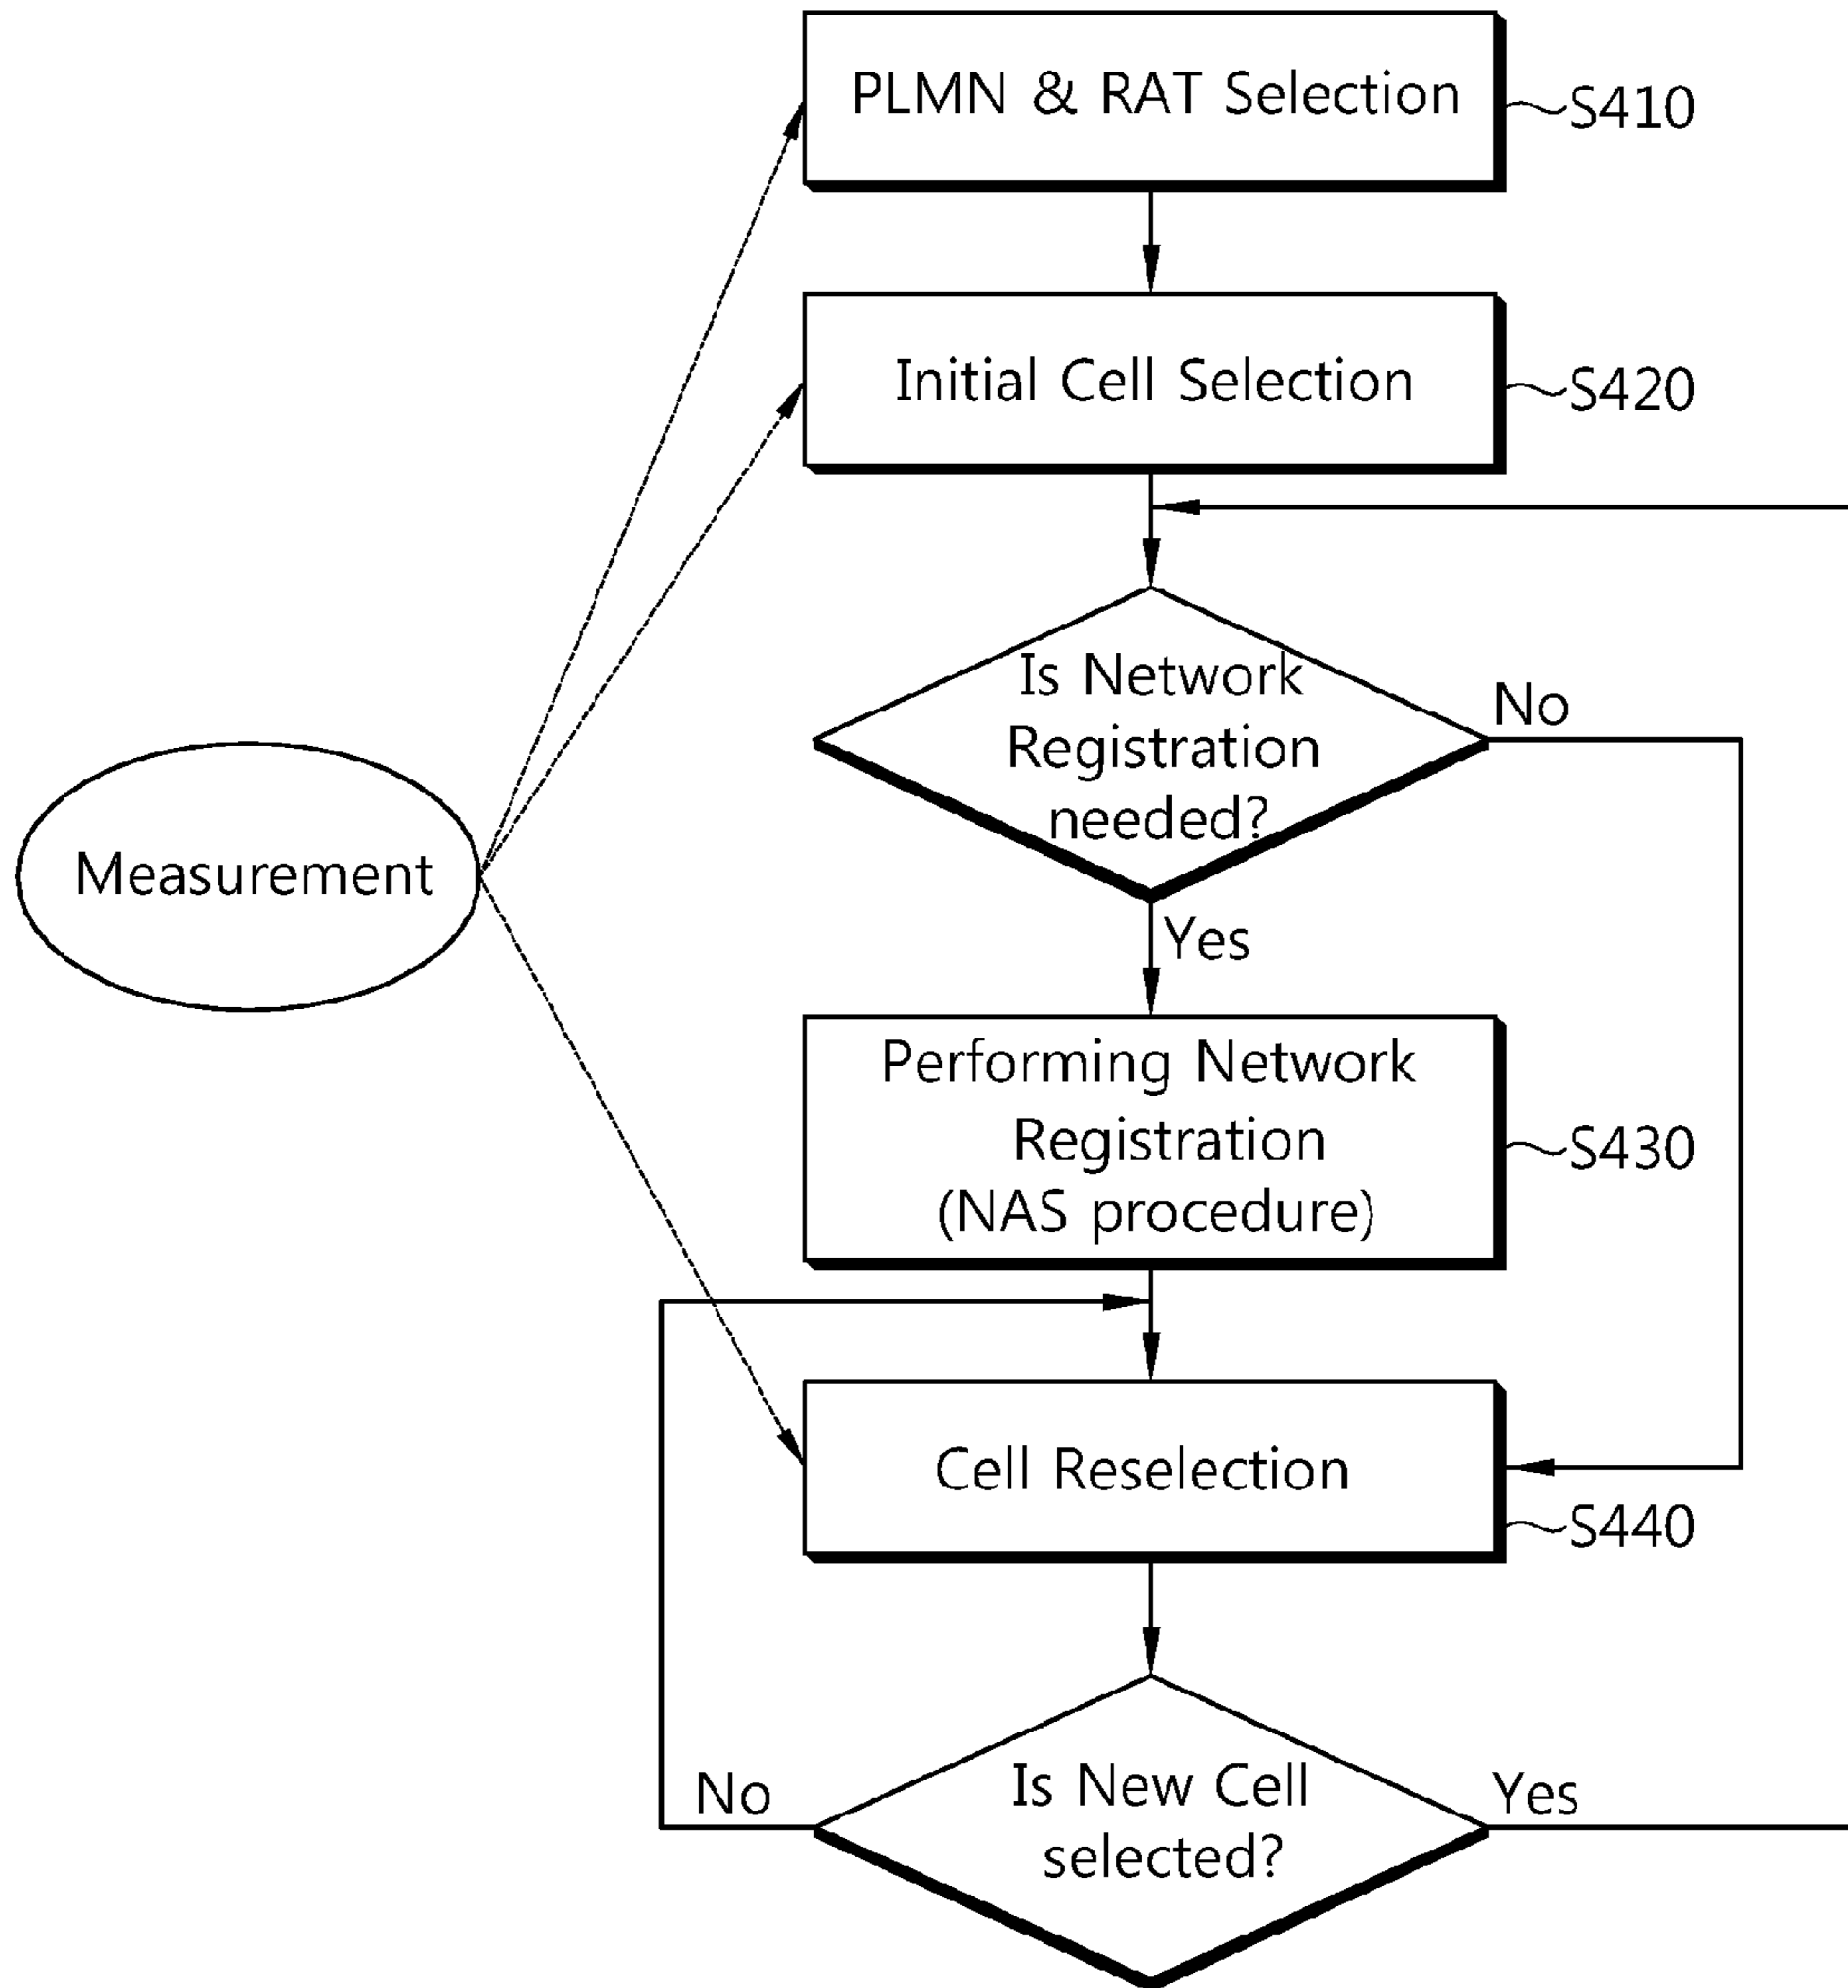 PLMN & RAT Selection
S410
Initial Cell Selection
S420
Is Network
Registration
needed?
No
Measurement
Yes
Performing Network
Registration
(NAS procedure)
S430
Cell Reselection
S440
No
Is New Cell
selected?
Yes